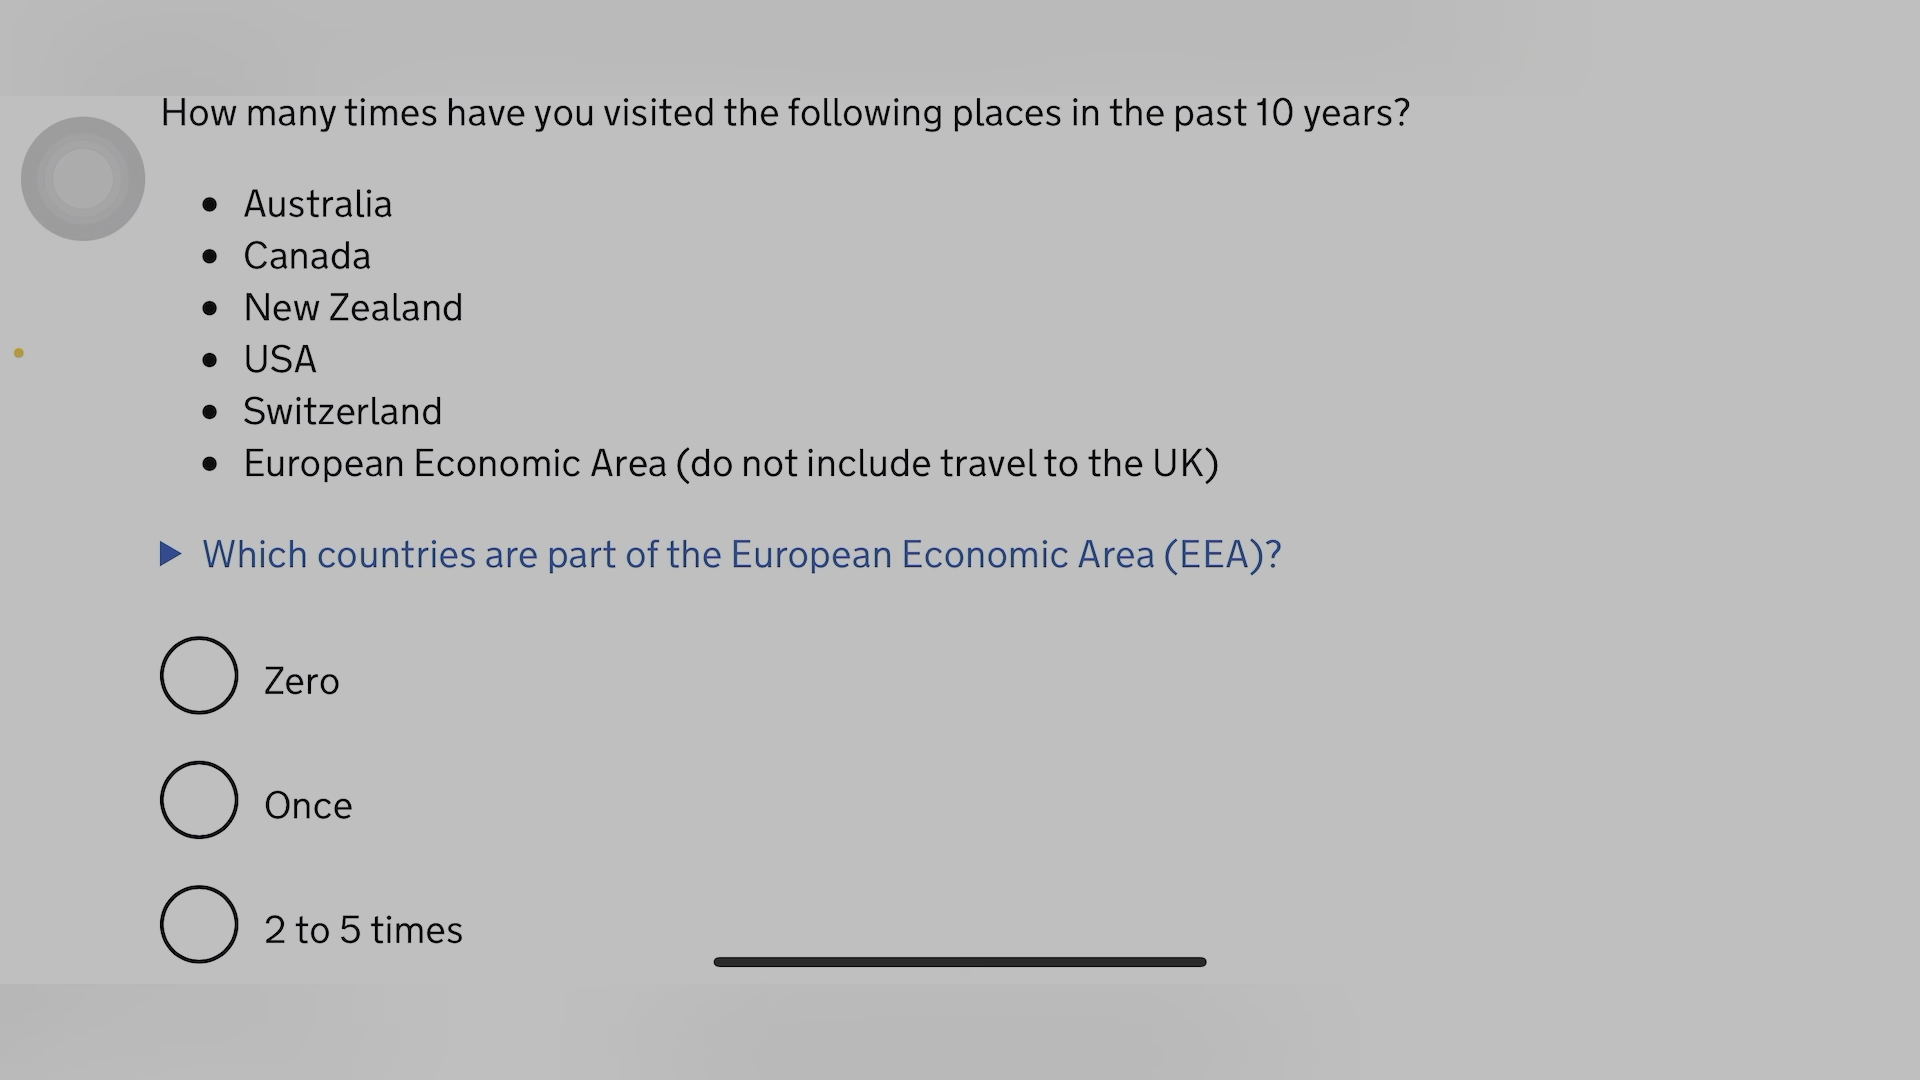 How many times have you visited the following places in the past 10 years?
• Australia
• Canada
• New Zealand
• USA
• Switzerland
• European Economic Area (do not include travel to the UK)
▶ Which countries are part of the European Economic Area (EEA)?
Zero
Once
2 to 5 times